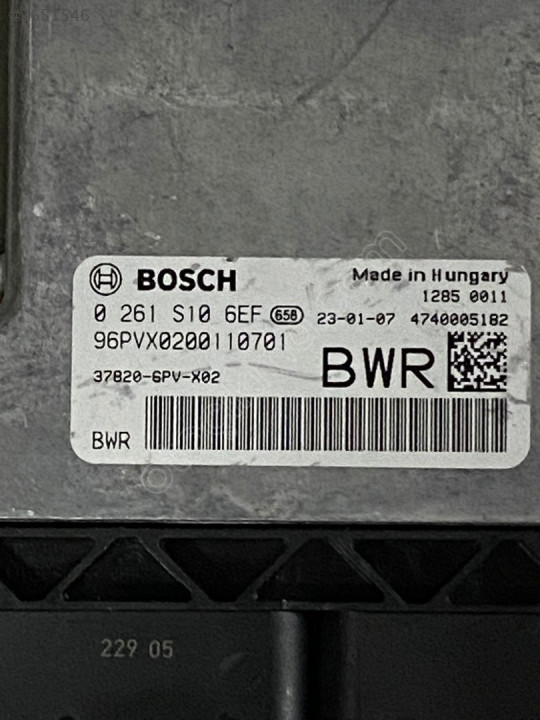 BOSCH
Made in Hungary
1285 0011
0 261 S10 6EF 658 23-01-07 4740005182
96PVX0200110701
BWR
37820-6PV-X02
BWR
229 05